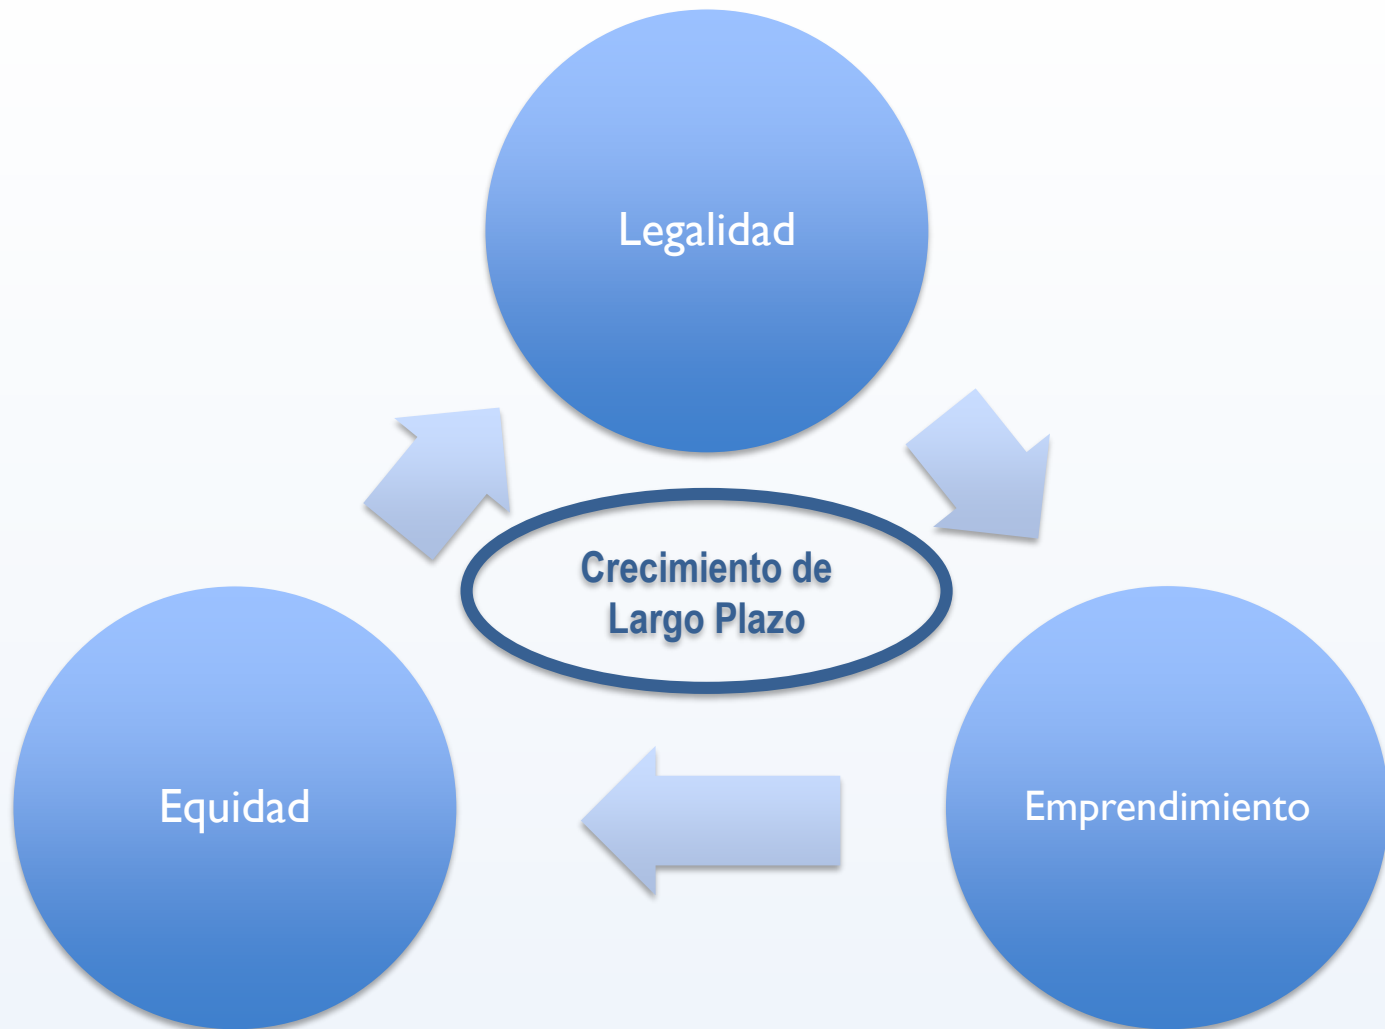 Legalidad
Crecimiento de
Largo Plazo
Equidad
Emprendimiento